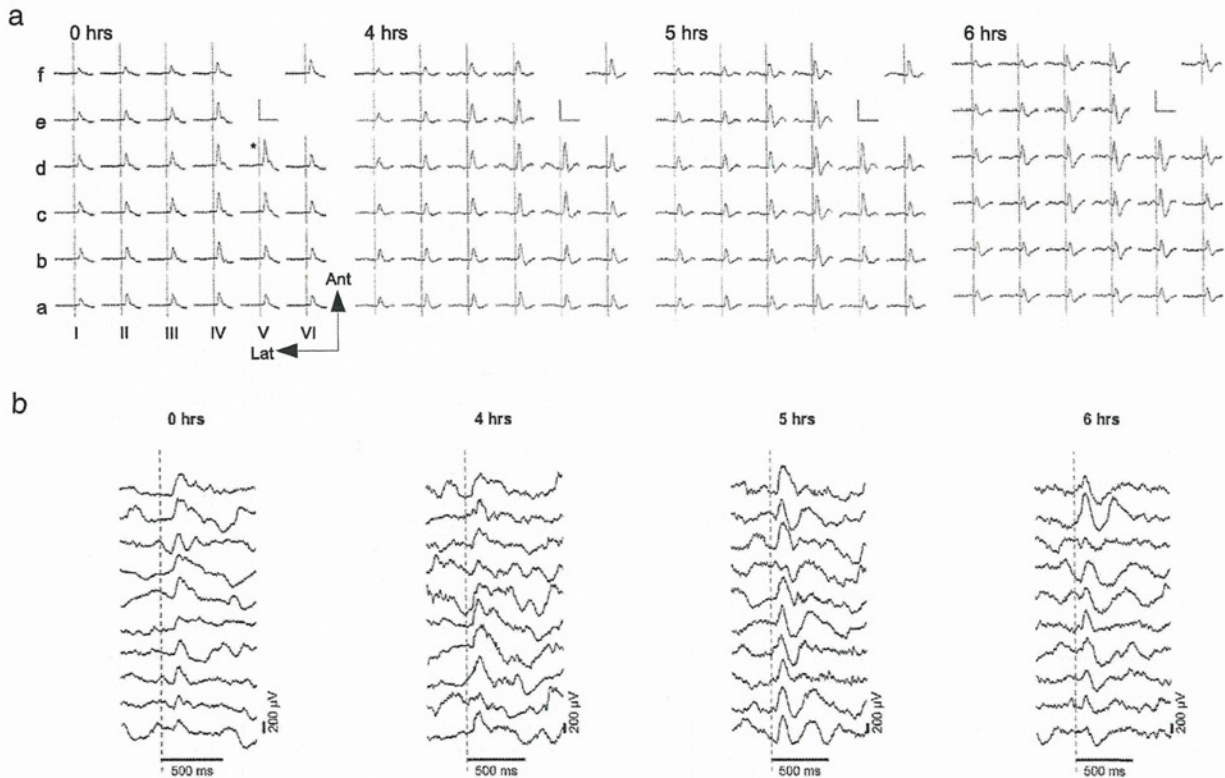 a
0 hrs 4 hrs 5 hrs 6 hrs
f
e
d *
c
b
a
Ant
I II III IV V VI
Lat
b
0 hrs 4 hrs 5 hrs 6 hrs
200 µV 200 µV 200 µV 200 µV
500 ms 500 ms 500 ms 500 ms